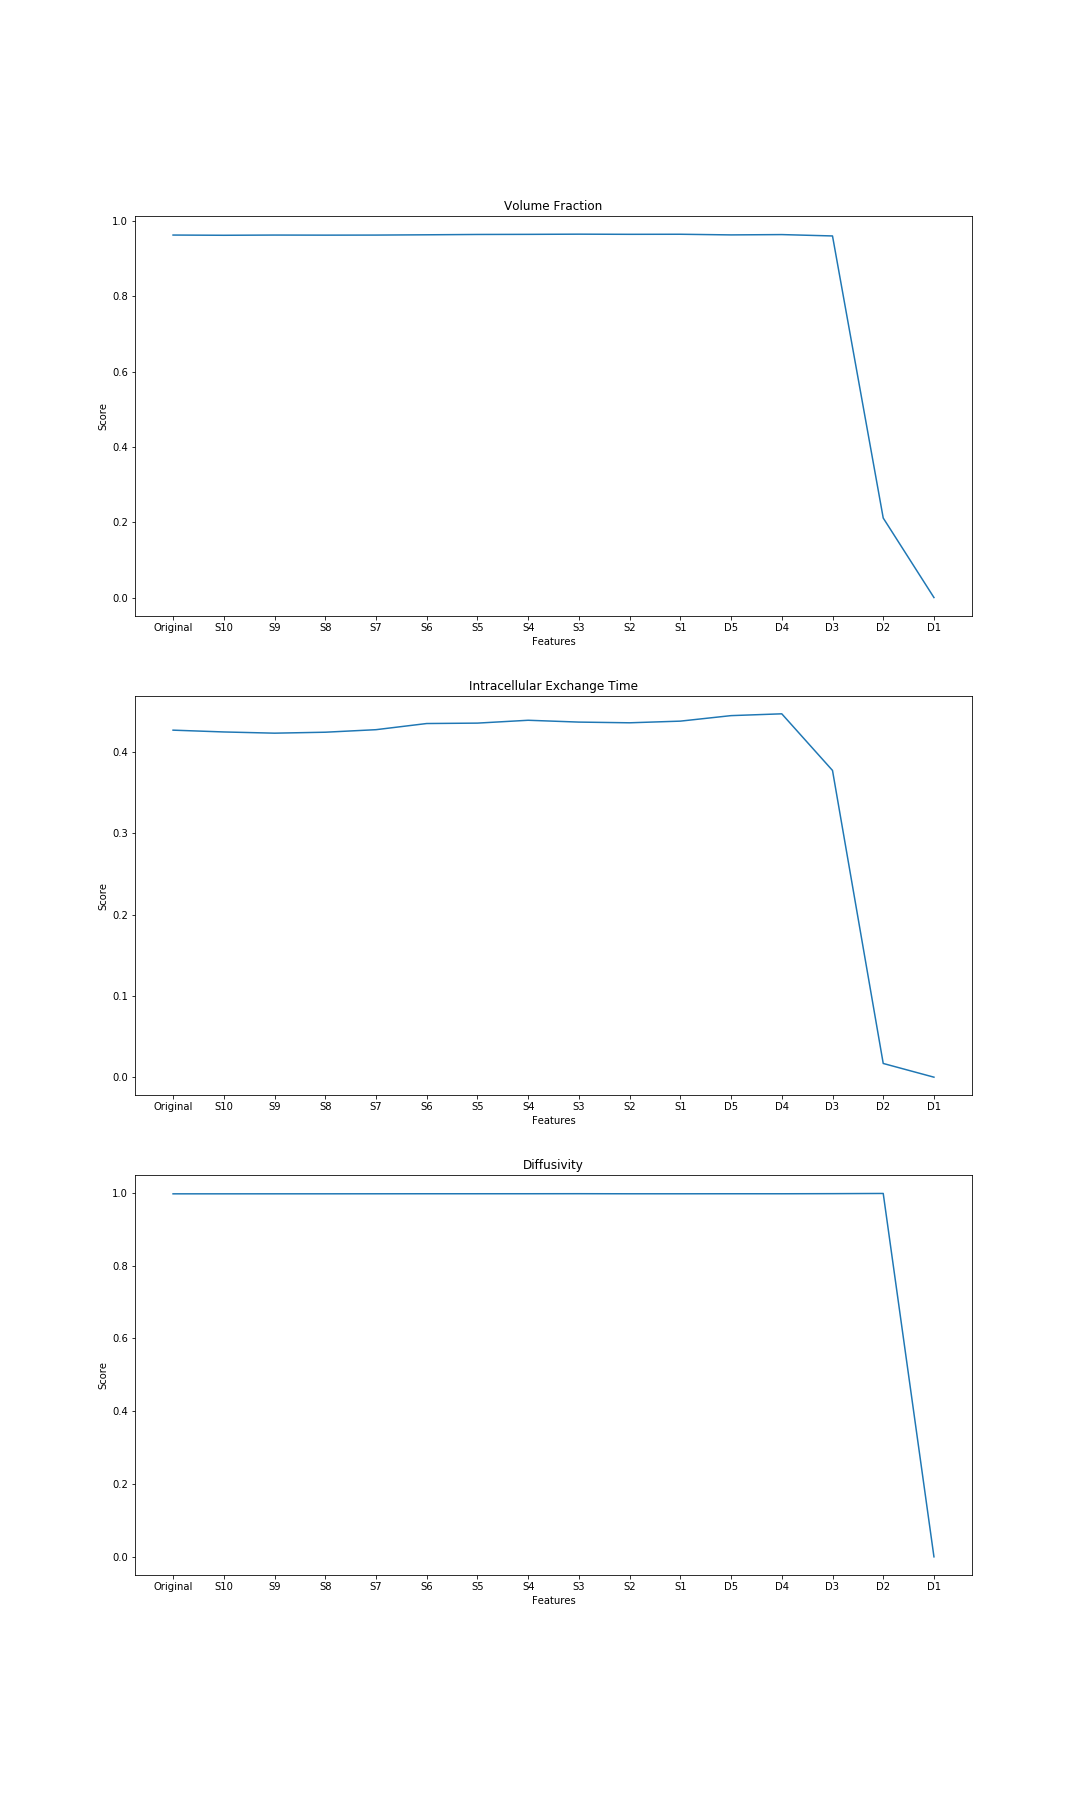 Volume Fraction
1.0
0.8
0.6
0.4
0.2
0.0
Score
Original S10 S9 S8 S7 S6 S5 S4 S3 S2 S1 D5 D4 D3 D2 D1
Features
Intracellular Exchange Time
0.4
0.3
0.2
0.1
0.0
Score
Original S10 S9 S8 S7 S6 S5 S4 S3 S2 S1 D5 D4 D3 D2 D1
Features
Diffusivity
1.0
0.8
0.6
0.4
0.2
0.0
Score
Original S10 S9 S8 S7 S6 S5 S4 S3 S2 S1 D5 D4 D3 D2 D1
Features